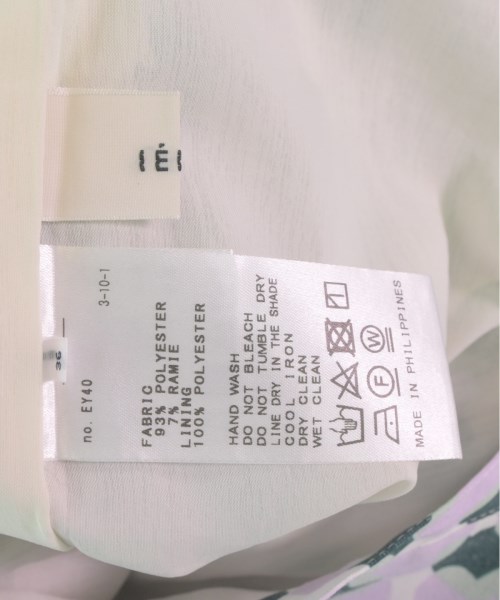 no. EY40
3-10-1
36
FABRIC
93% POLYESTER
7% RAMIE
LINING
100% POLYESTER
HAND WASH
DO NOT BLEACH
DO NOT TUMBLE DRY
LINE DRY IN THE SHADE
COOL IRON
DRY CLEAN
WET CLEAN
F W
MADE IN PHILIPPINES